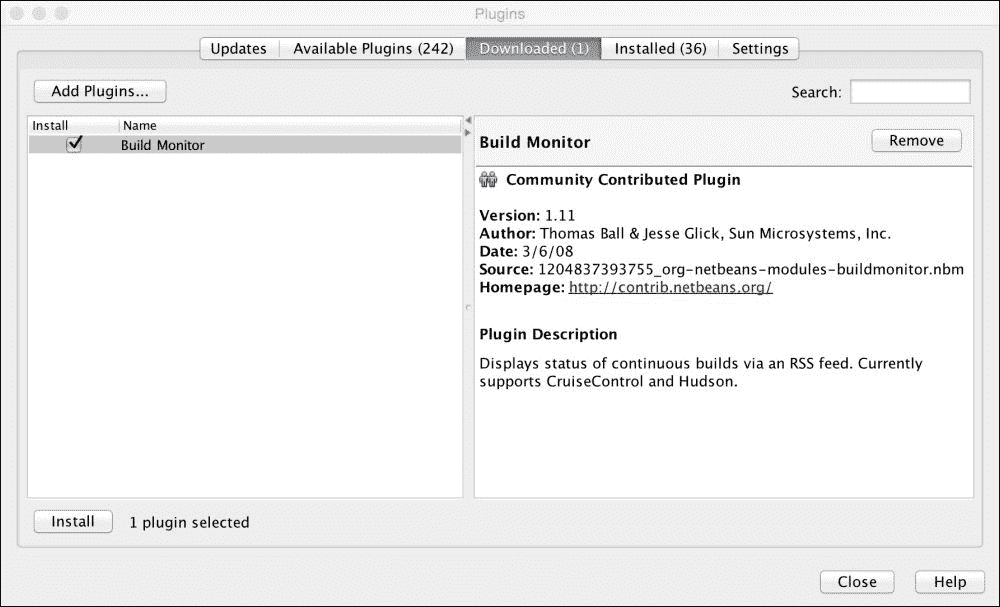 Plugins
Updates
Available Plugins (242)
Downloaded (1)
Installed (36)
Settings
Add Plugins...
Search:
Install
Name
Build Monitor
Build Monitor
Remove
Community Contributed Plugin
Version: 1.11
Author: Thomas Ball & Jesse Glick, Sun Microsystems, Inc.
Date: 3/6/08
Source: 1204837393755_org-netbeans-modules-buildmonitor.nbm
Homepage: http://contrib.netbeans.org/
Plugin Description
Displays status of continuous builds via an RSS feed. Currently
supports CruiseControl and Hudson.
Install
1 plugin selected
Close
Help